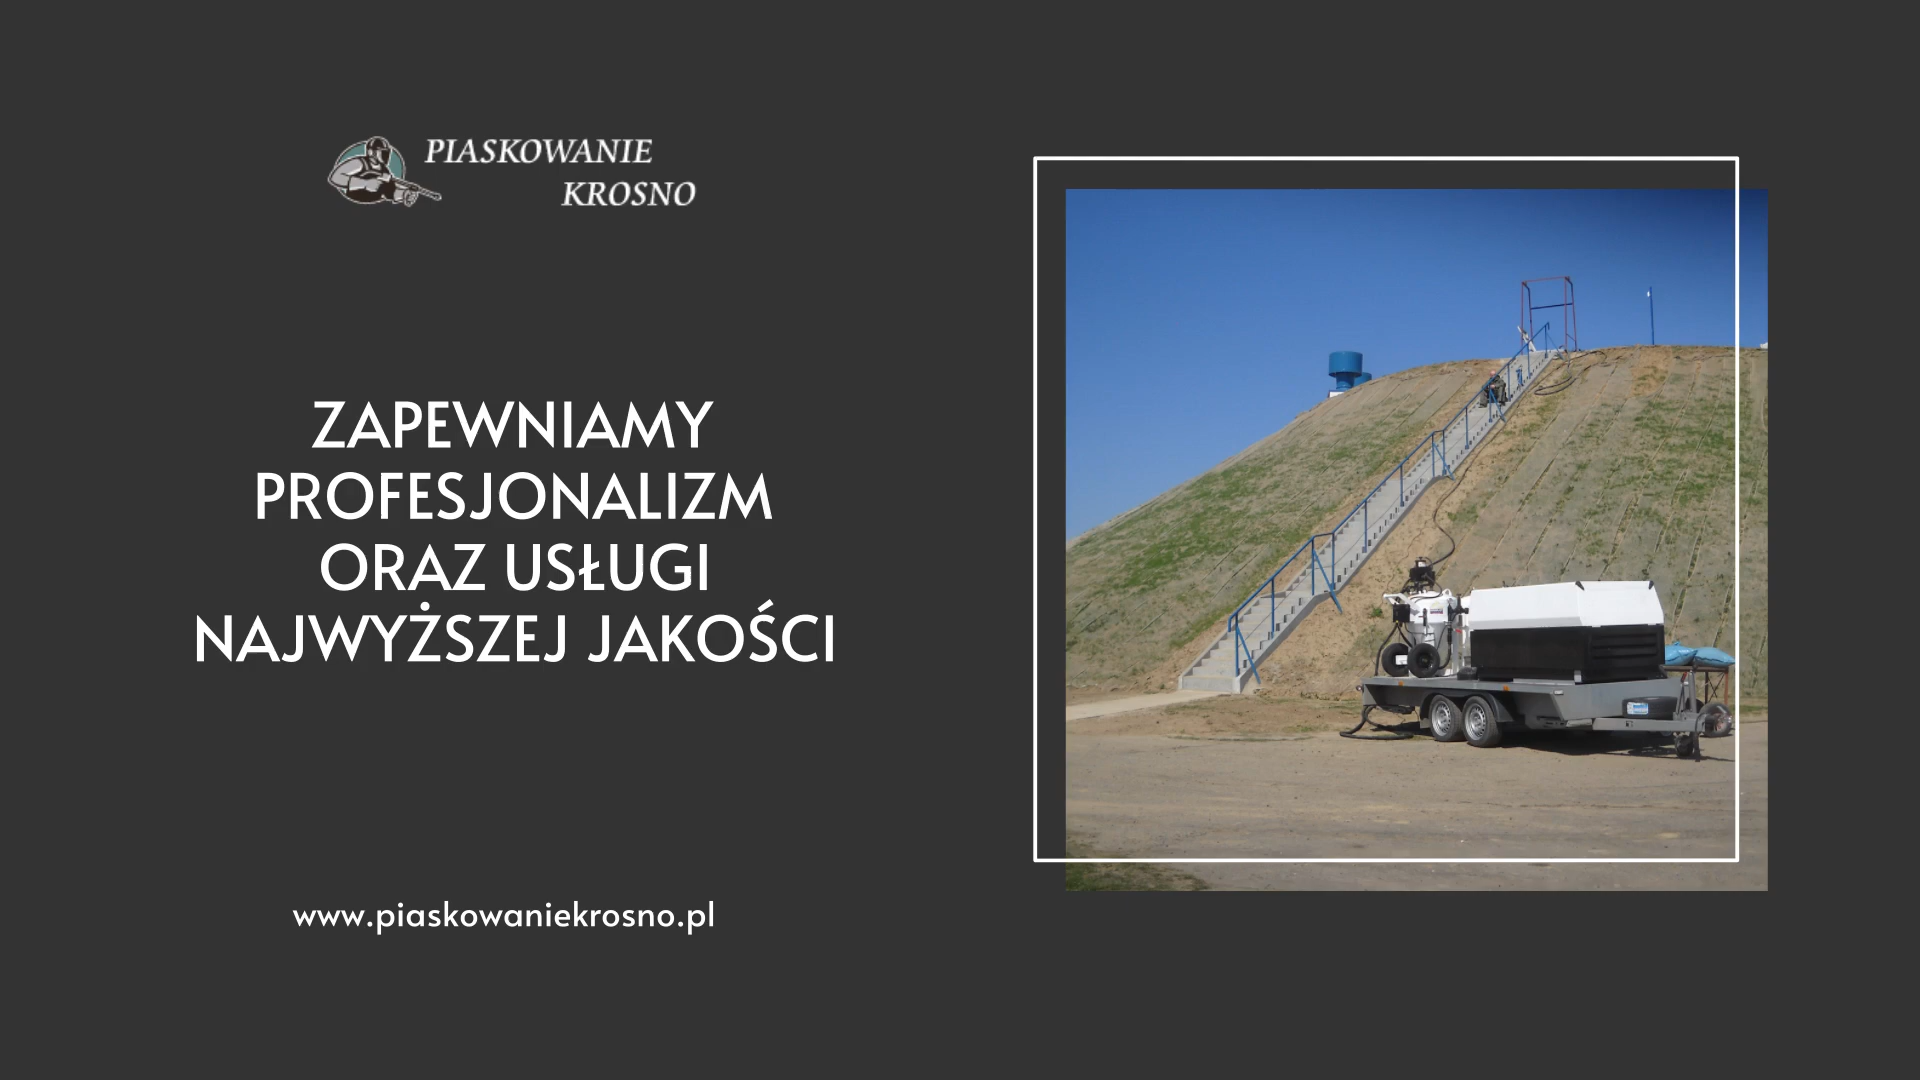 PIASKOWANIE
KROSNO
ZAPEWNIAMY
PROFESJONALIZM
ORAZ USŁUGI
NAJWYŻSZEJ JAKOŚCI
www.piaskowaniekrosno.pl